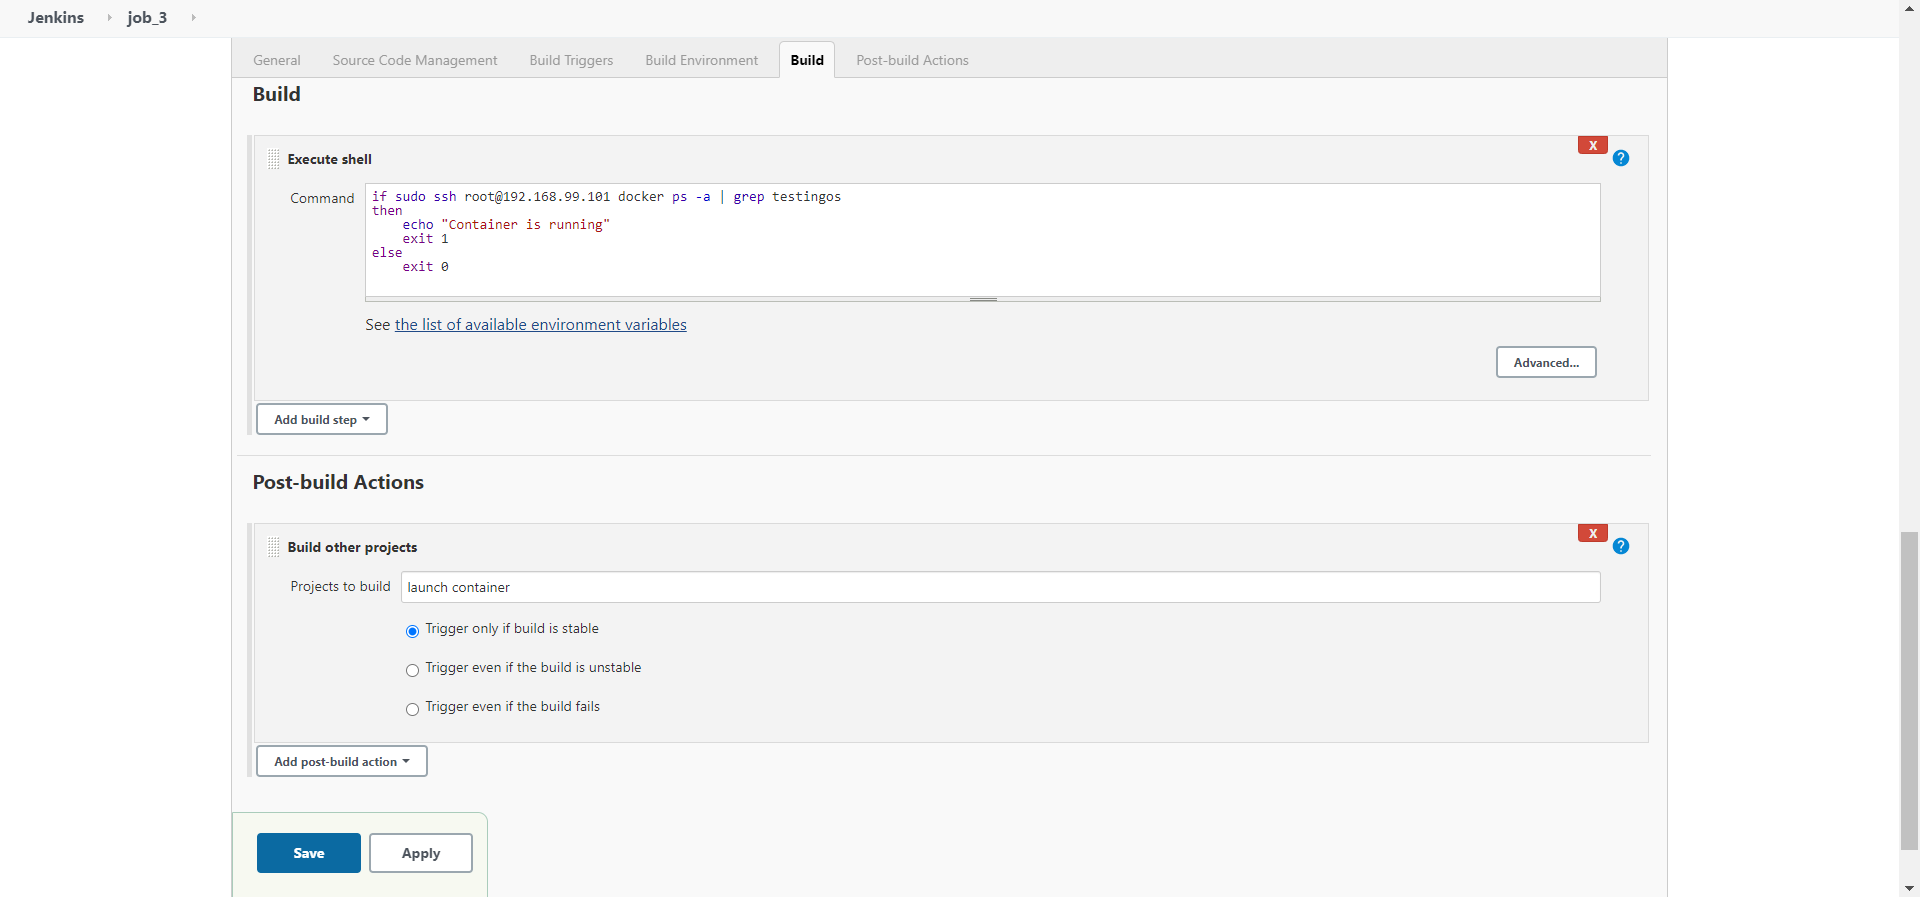 Jenkins job_3
General Source Code Management Build Triggers Build Environment Build Post-build Actions
Build
X
Execute shell ?
Command
if sudo ssh root@192.168.99.101 docker ps -a | grep testingos
then
echo "Container is running"
exit 1
else
exit 0
See the list of available environment variables
Advanced...
Add build step
Post-build Actions
X
Build other projects ?
Projects to build launch container
Trigger only if build is stable
Trigger even if the build is unstable
Trigger even if the build fails
Add post-build action
Save Apply